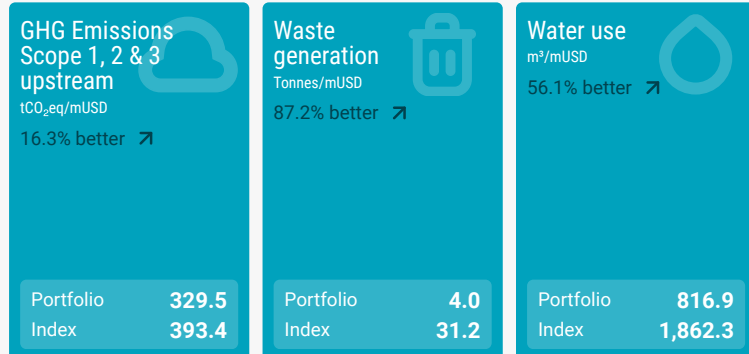 GHG Emissions
Scope 1, 2 & 3
upstream
tCO₂eq/mUSD
16.3% better
Portfolio 329.5
Index 393.4
Waste
generation
Tonnes/mUSD
87.2% better
Portfolio 4.0
Index 31.2
Water use
m³/mUSD
56.1% better
Portfolio 816.9
Index 1,862.3